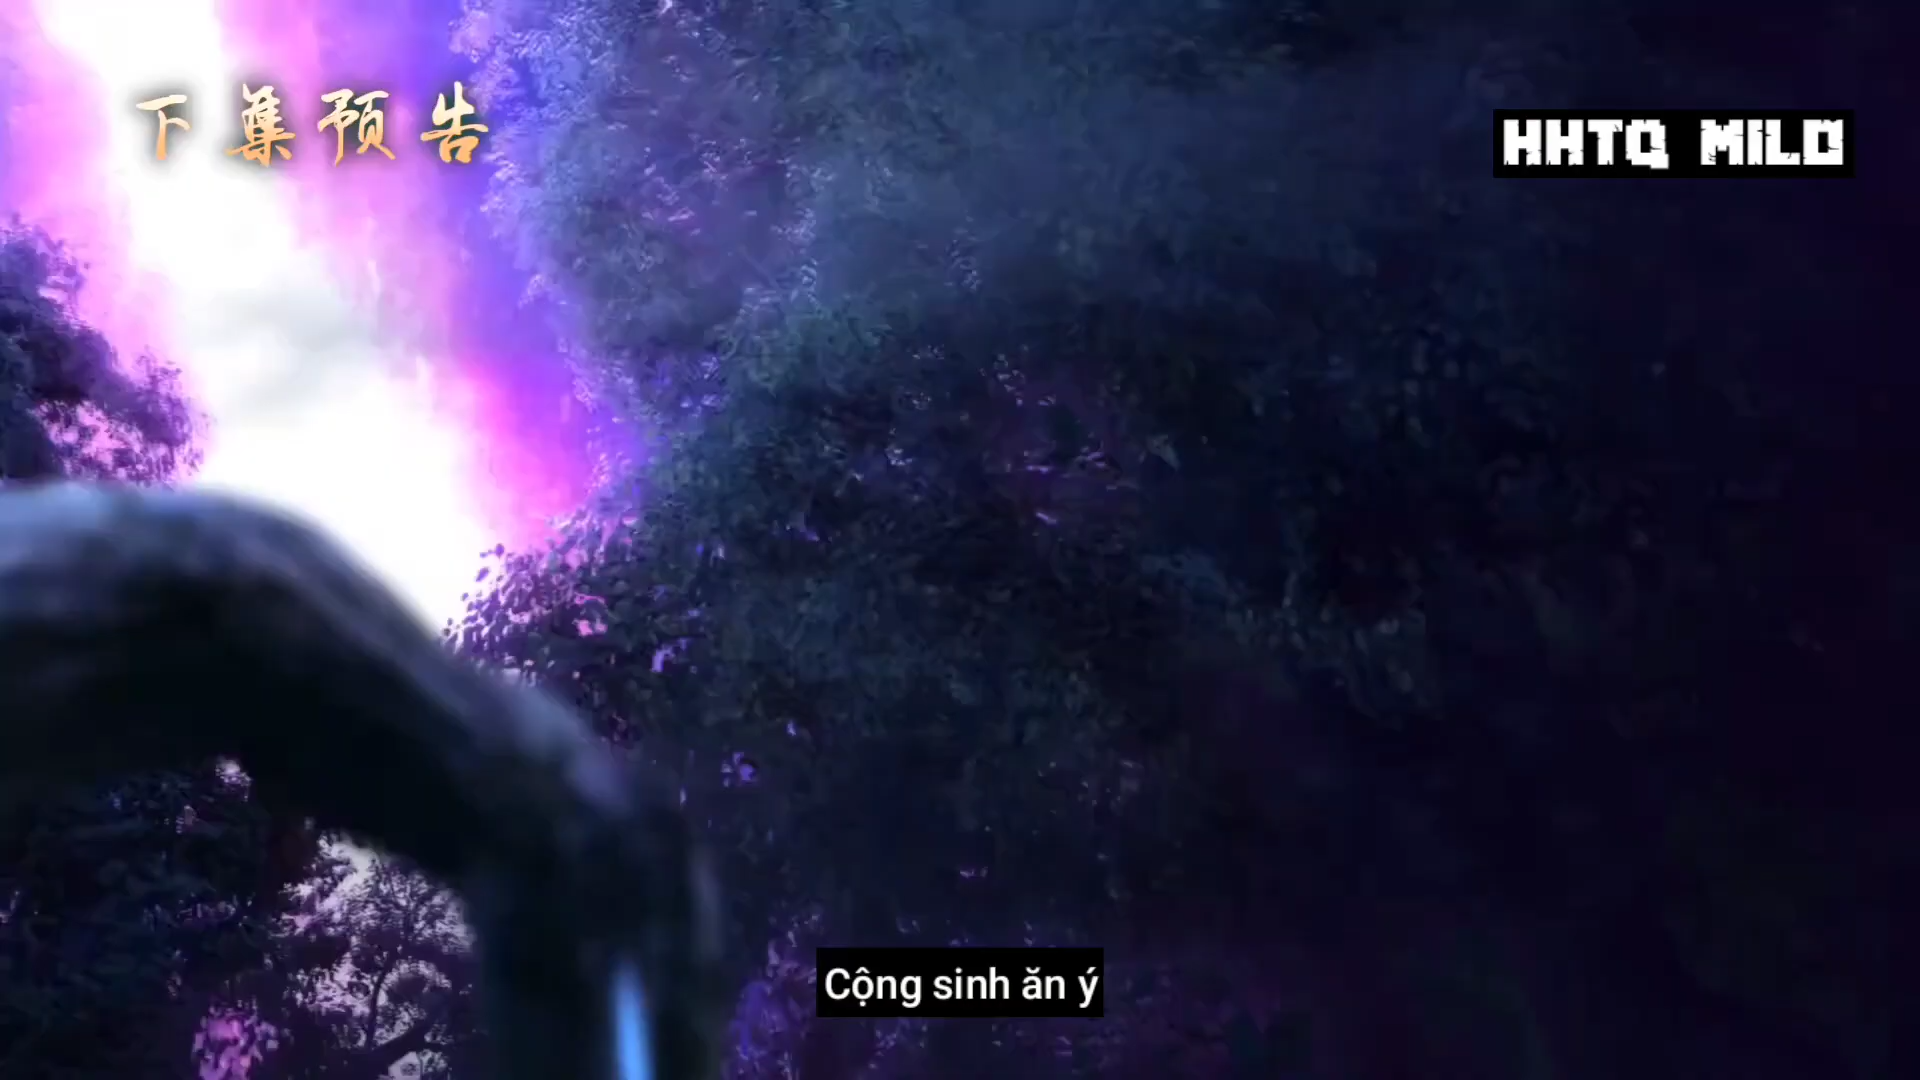 下集预告
HHTQ MILO
Cộng sinh ăn ý